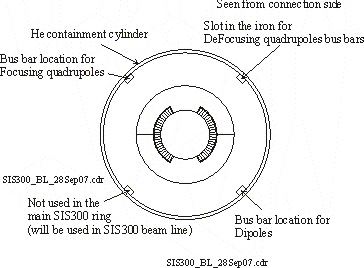 Seen from connection side
Slot in the iron for
DeFocusing quadrupoles bus bars
He containment cylinder
Bus bar location for
Focusing quadrupoles
SIS300_BL_28Sep07.cdr
Not used in the
main SIS300 ring
(will be used in SIS300 beam line)
Bus bar location for
Dipoles
SIS300_BL_28Sep07.cdr